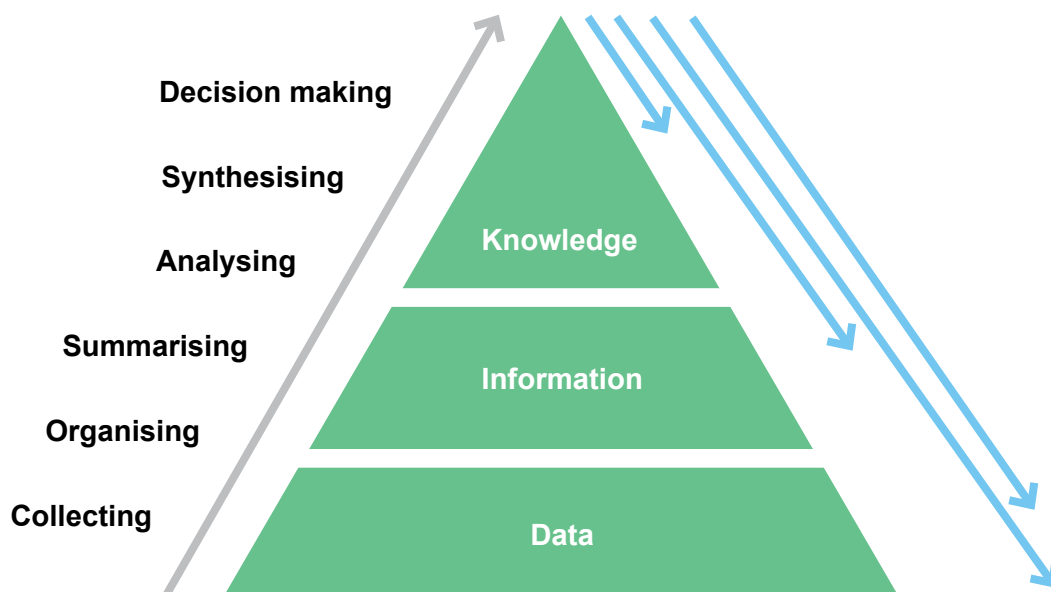 Decision making
Synthesising
Analysing
Knowledge
Summarising
Information
Organising
Collecting
Data